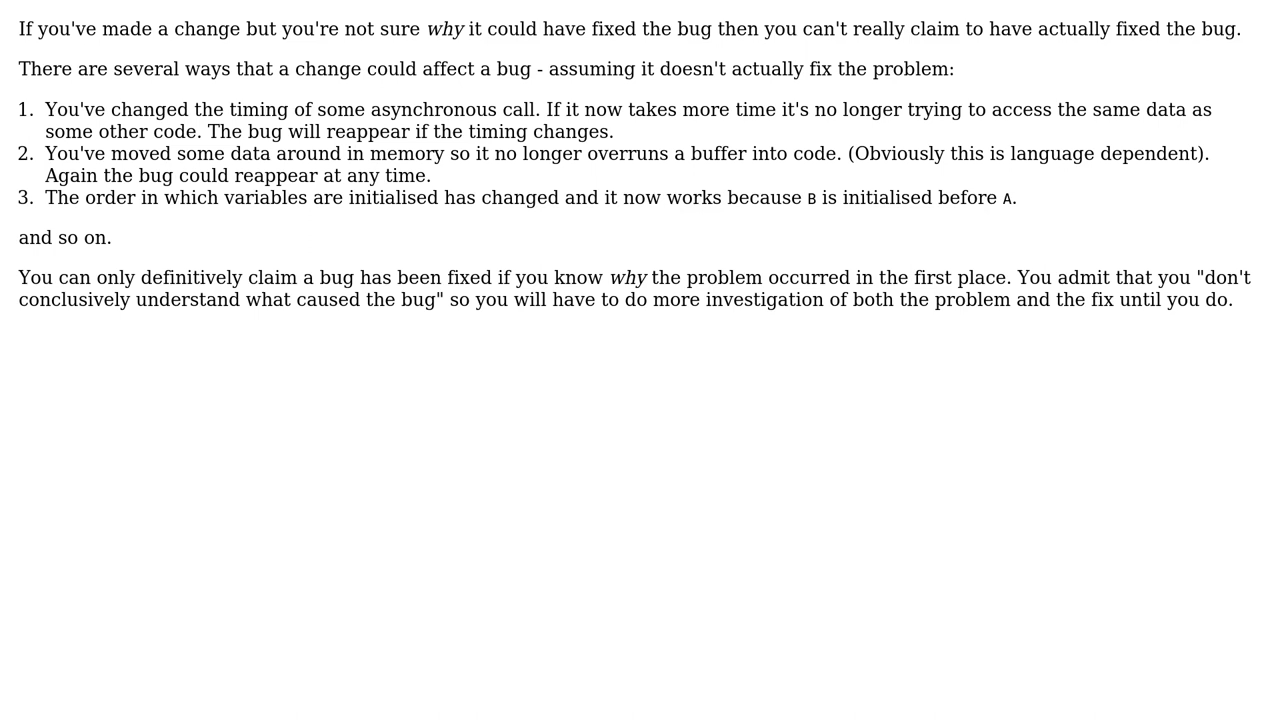 If you've made a change but you're not sure why it could have fixed the bug then you can't really claim to have actually fixed the bug.
There are several ways that a change could affect a bug - assuming it doesn't actually fix the problem:
1. You've changed the timing of some asynchronous call. If it now takes more time it's no longer trying to access the same data as
some other code. The bug will reappear if the timing changes.
2. You've moved some data around in memory so it no longer overruns a buffer into code. (Obviously this is language dependent).
Again the bug could reappear at any time.
3. The order in which variables are initialised has changed and it now works because B is initialised before A.
and so on.
You can only definitively claim a bug has been fixed if you know why the problem occurred in the first place. You admit that you "don't
conclusively understand what caused the bug" so you will have to do more investigation of both the problem and the fix until you do.